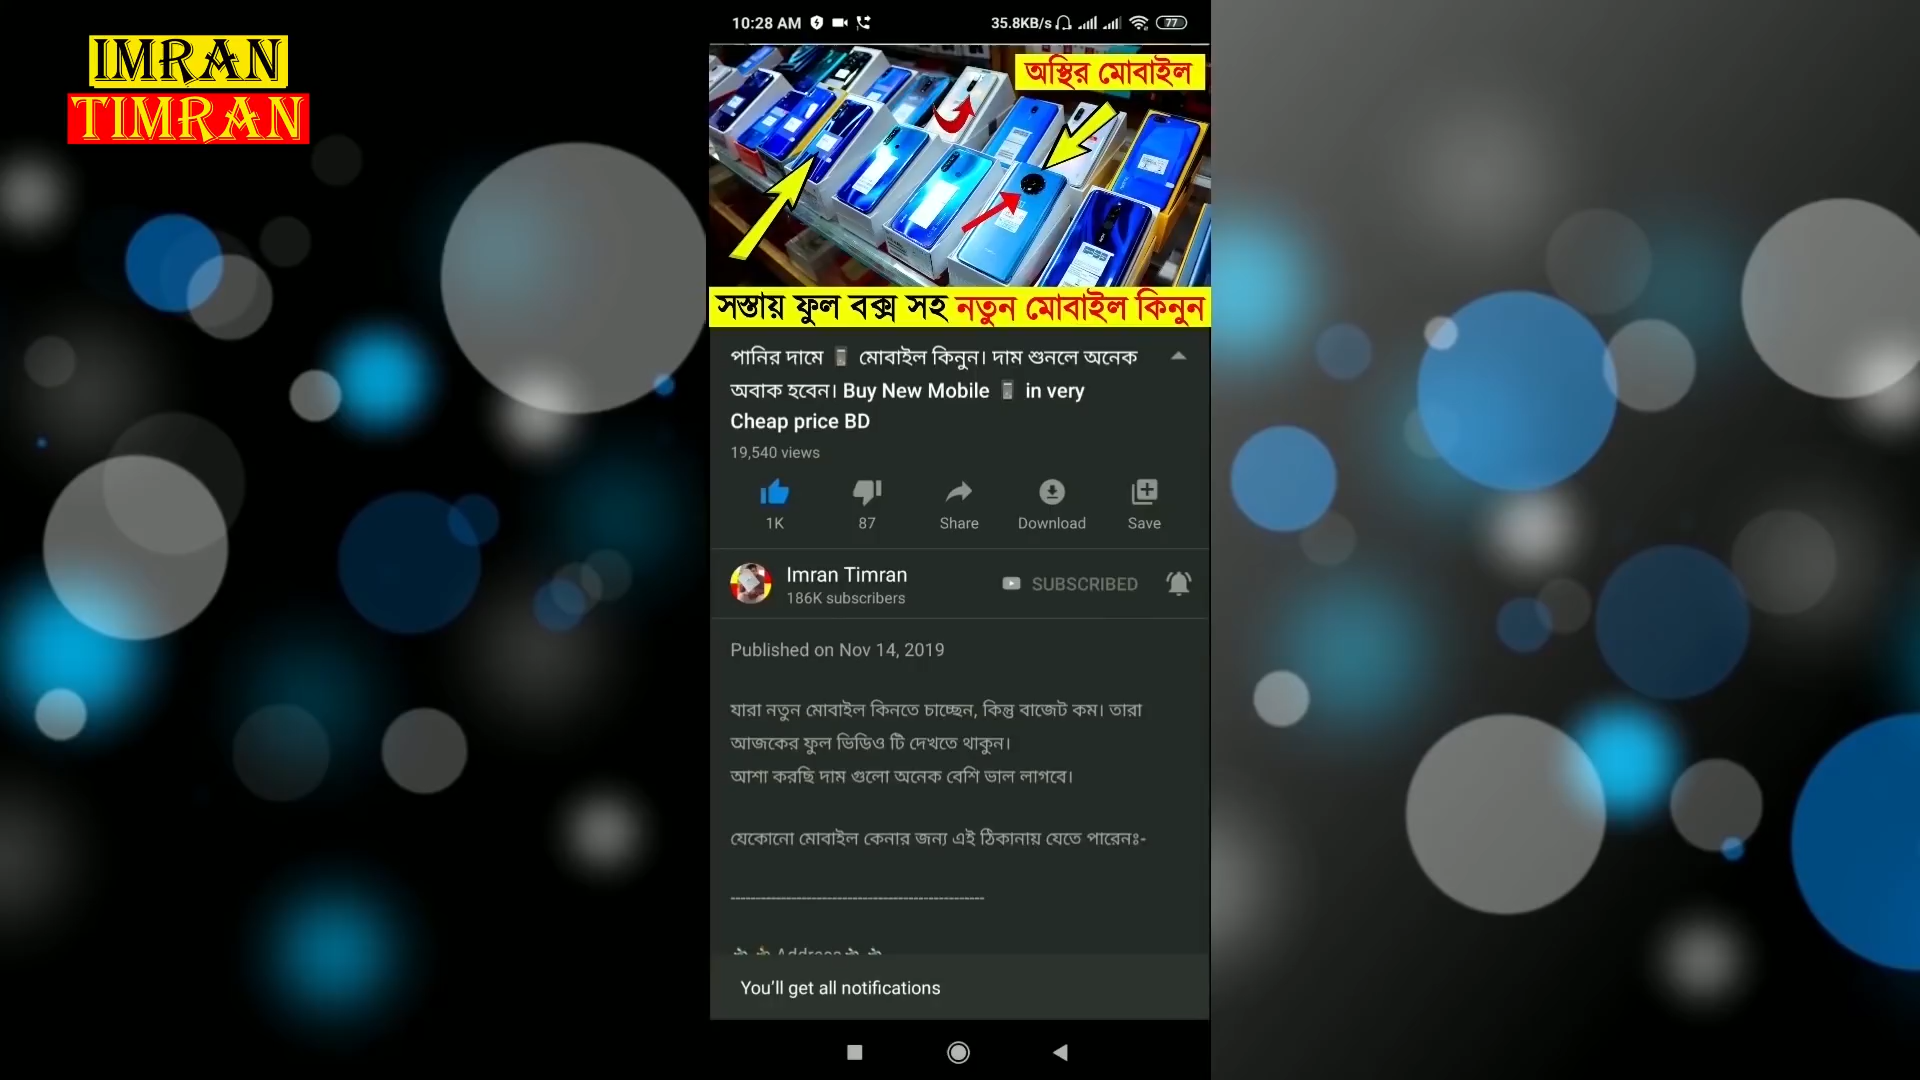 IMRAN
TIMRAN
10:28 AM
35.8KB/s
77
অস্থির মোবাইল
সস্তায় ফুল বক্স সহ নতুন মোবাইল কিনুন
পানির দামে 📱 মোবাইল কিনুন। দাম শুনলে অনেক
অবাক হবেন। Buy New Mobile 📱 in very
Cheap price BD
19,540 views
1K
87
Share
Download
Save
Imran Timran
186K subscribers
SUBSCRIBED
Published on Nov 14, 2019
যারা নতুন মোবাইল কিনতে চাচ্ছেন, কিন্তু বাজেট কম। তারা
আজকের ফুল ভিডিও টি দেখতে থাকুন।
আশা করছি দাম গুলো অনেক বেশি ভাল লাগবে।
যেকোনো মোবাইল কেনার জন্য এই ঠিকানায় যেতে পারেনঃ-
--------------------------------------------------
Address
You'll get all notifications